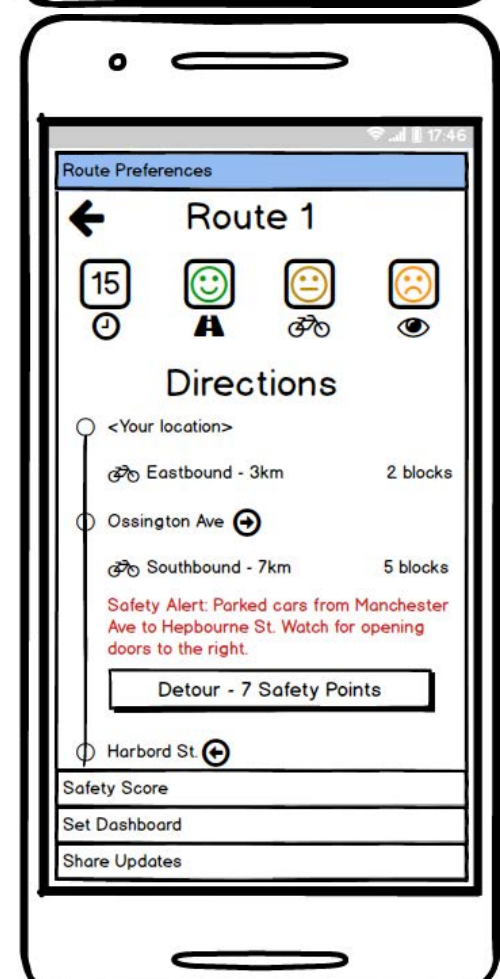 17:46
Route Preferences
Route 1
15
Directions
<Your location>
Eastbound - 3km 2 blocks
Ossington Ave
Southbound - 7km 5 blocks
Safety Alert: Parked cars from Manchester
Ave to Hepbourne St. Watch for opening
doors to the right.
Detour - 7 Safety Points
Harbord St.
Safety Score
Set Dashboard
Share Updates